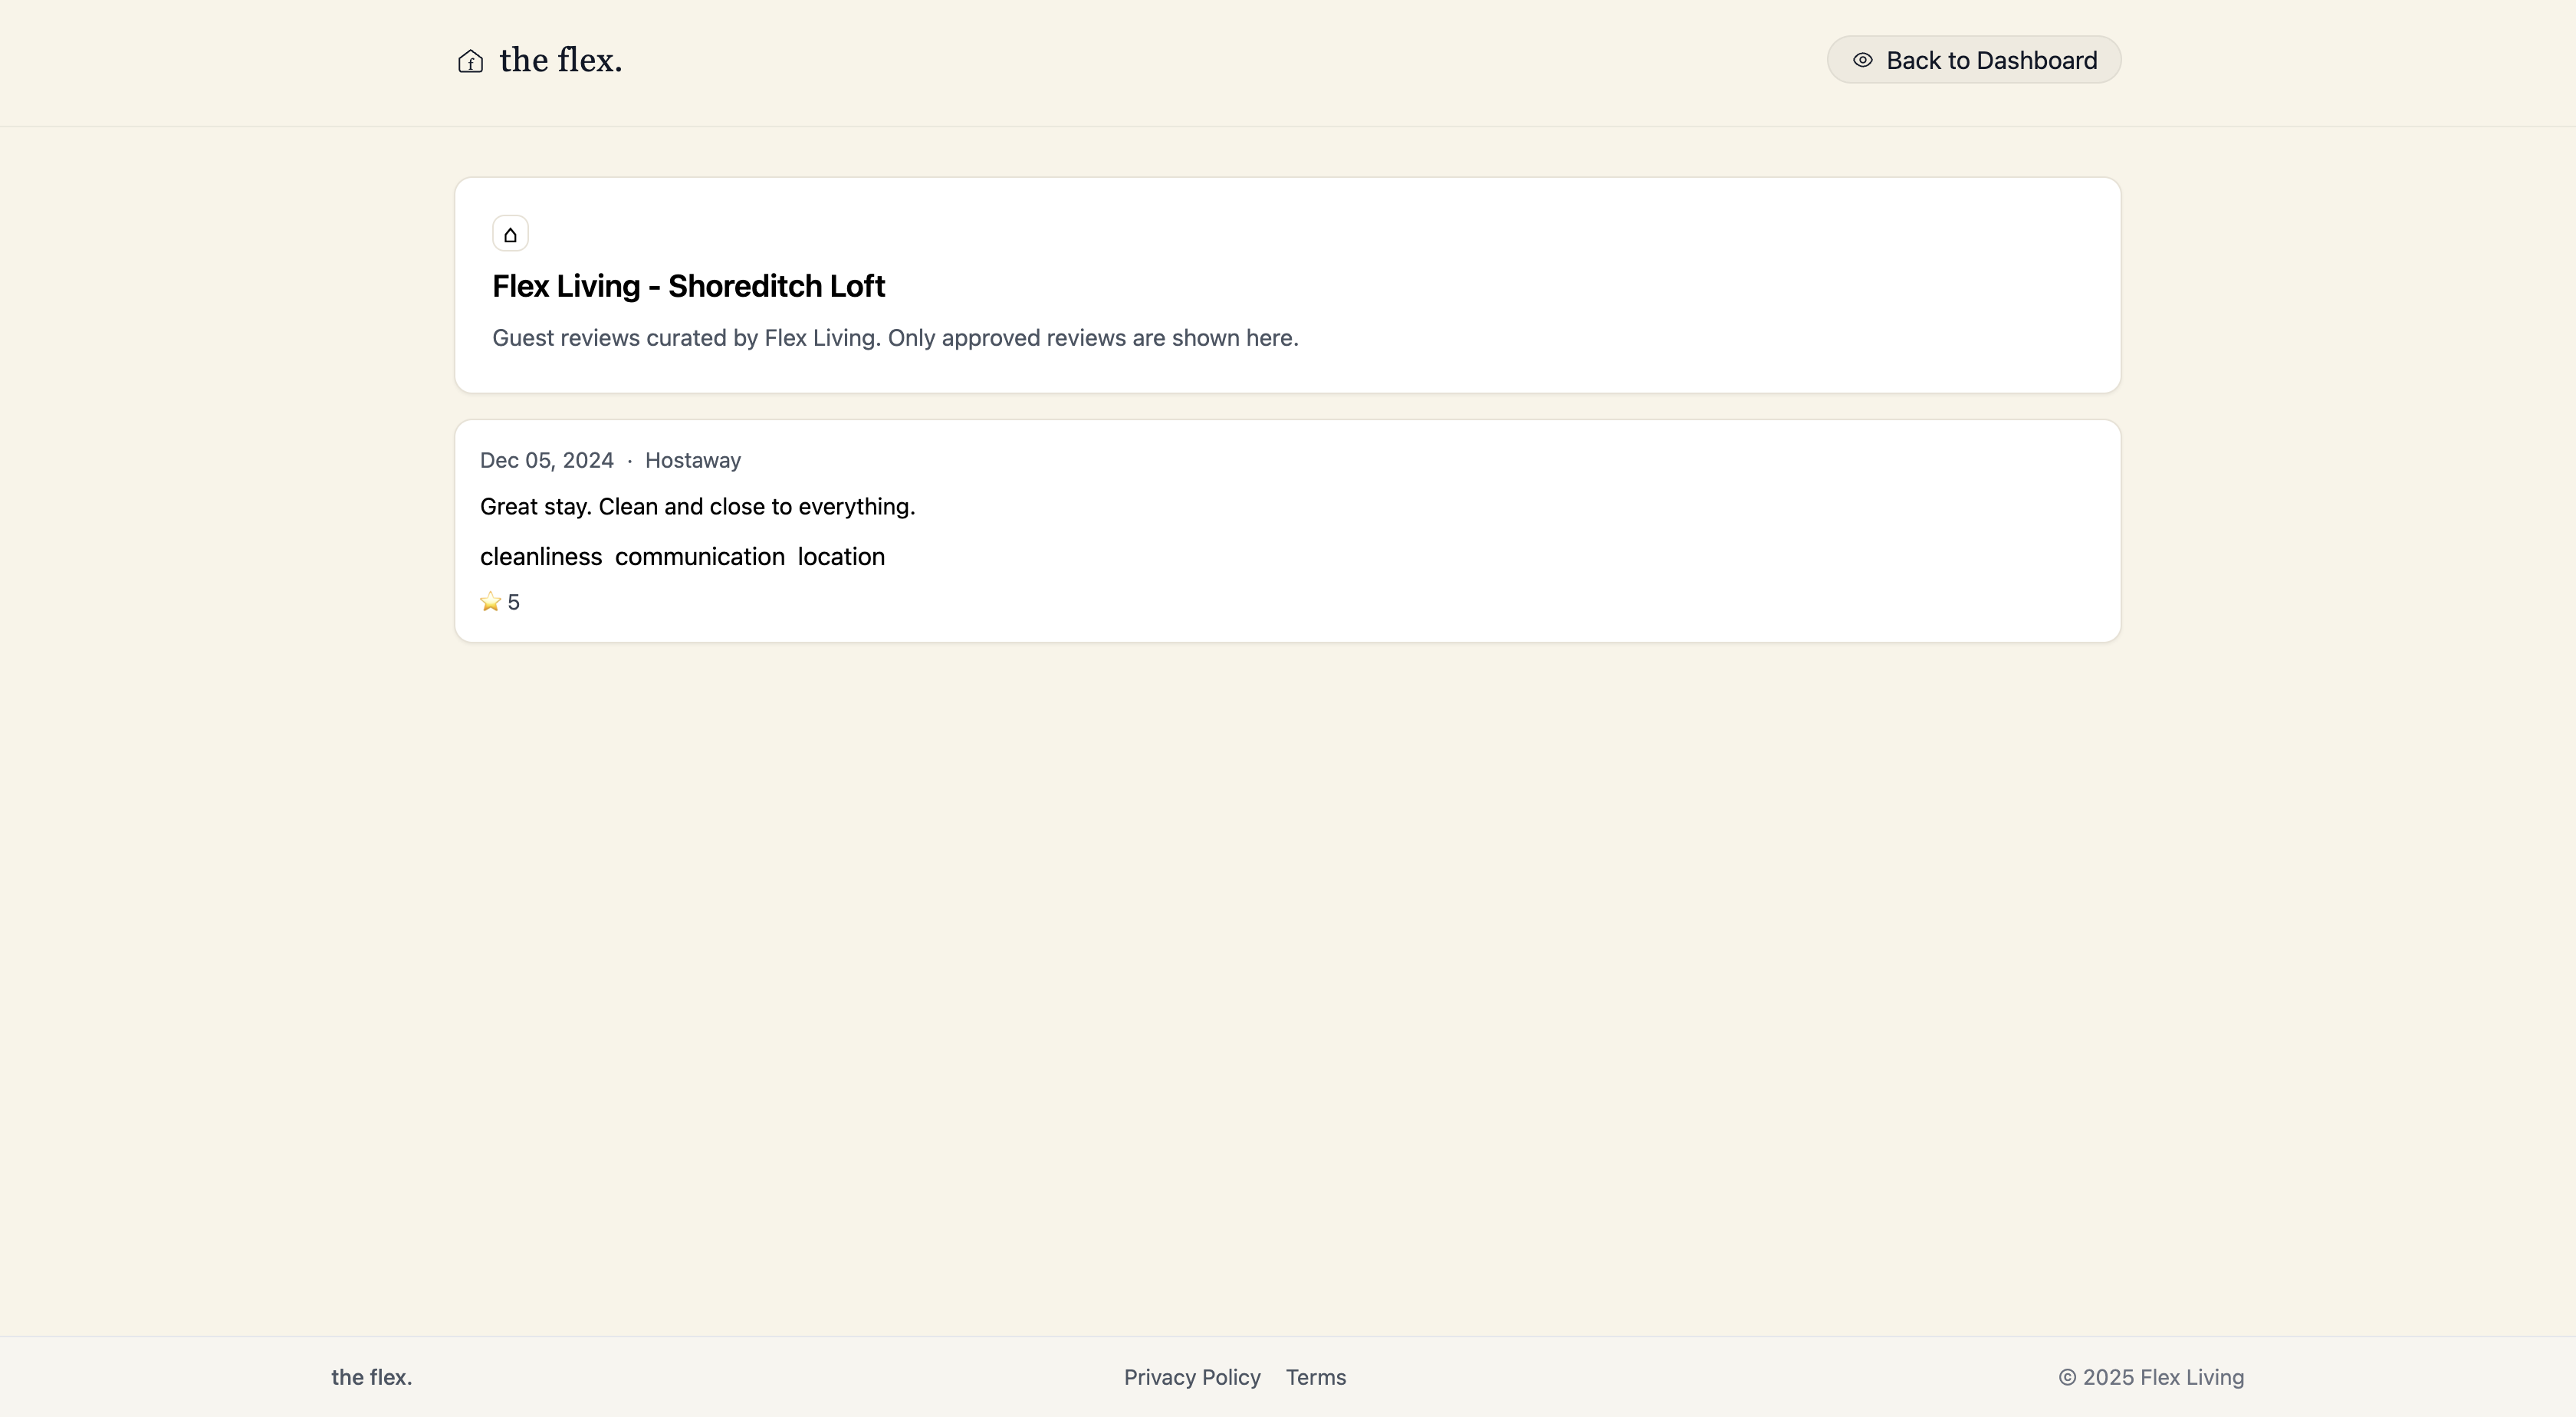 the flex.
Back to Dashboard
Flex Living - Shoreditch Loft
Guest reviews curated by Flex Living. Only approved reviews are shown here.
Dec 05, 2024 · Hostaway
Great stay. Clean and close to everything.
cleanliness communication location
⭐ 5
the flex.
Privacy Policy Terms
© 2025 Flex Living